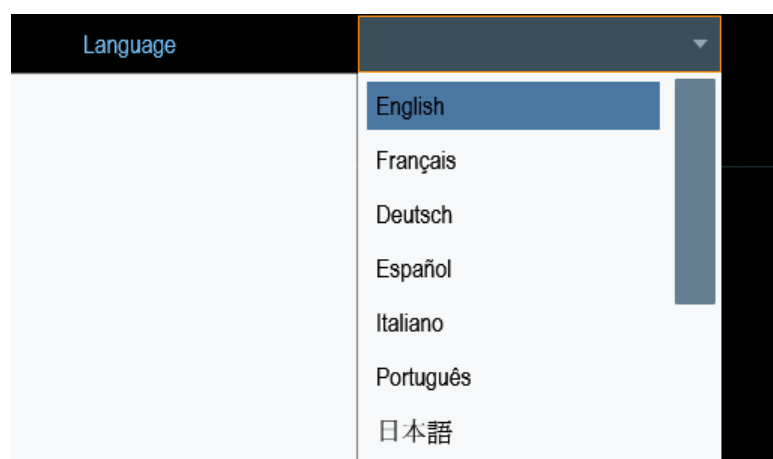 Language
English
Français
Deutsch
Español
Italiano
Português
日本語